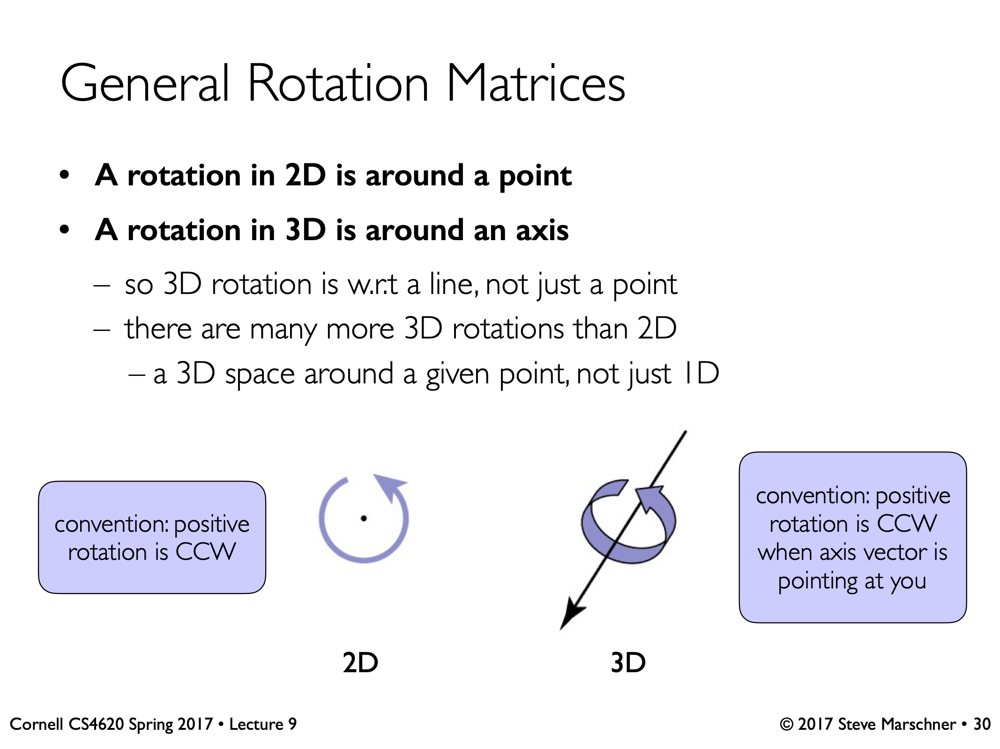 General Rotation Matrices
• A rotation in 2D is around a point
• A rotation in 3D is around an axis
– so 3D rotation is w.r.t a line, not just a point
– there are many more 3D rotations than 2D
– a 3D space around a given point, not just 1D
convention: positive
rotation is CCW
convention: positive
rotation is CCW
when axis vector is
pointing at you
2D
3D
Cornell CS4620 Spring 2017 • Lecture 9
© 2017 Steve Marschner • 30